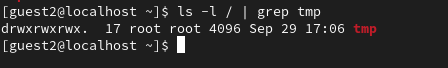 [guest2@localhost ~]$ ls -l / | grep tmp
drwxrwxrwx.  17 root root 4096 Sep 29 17:06 tmp
[guest2@localhost ~]$